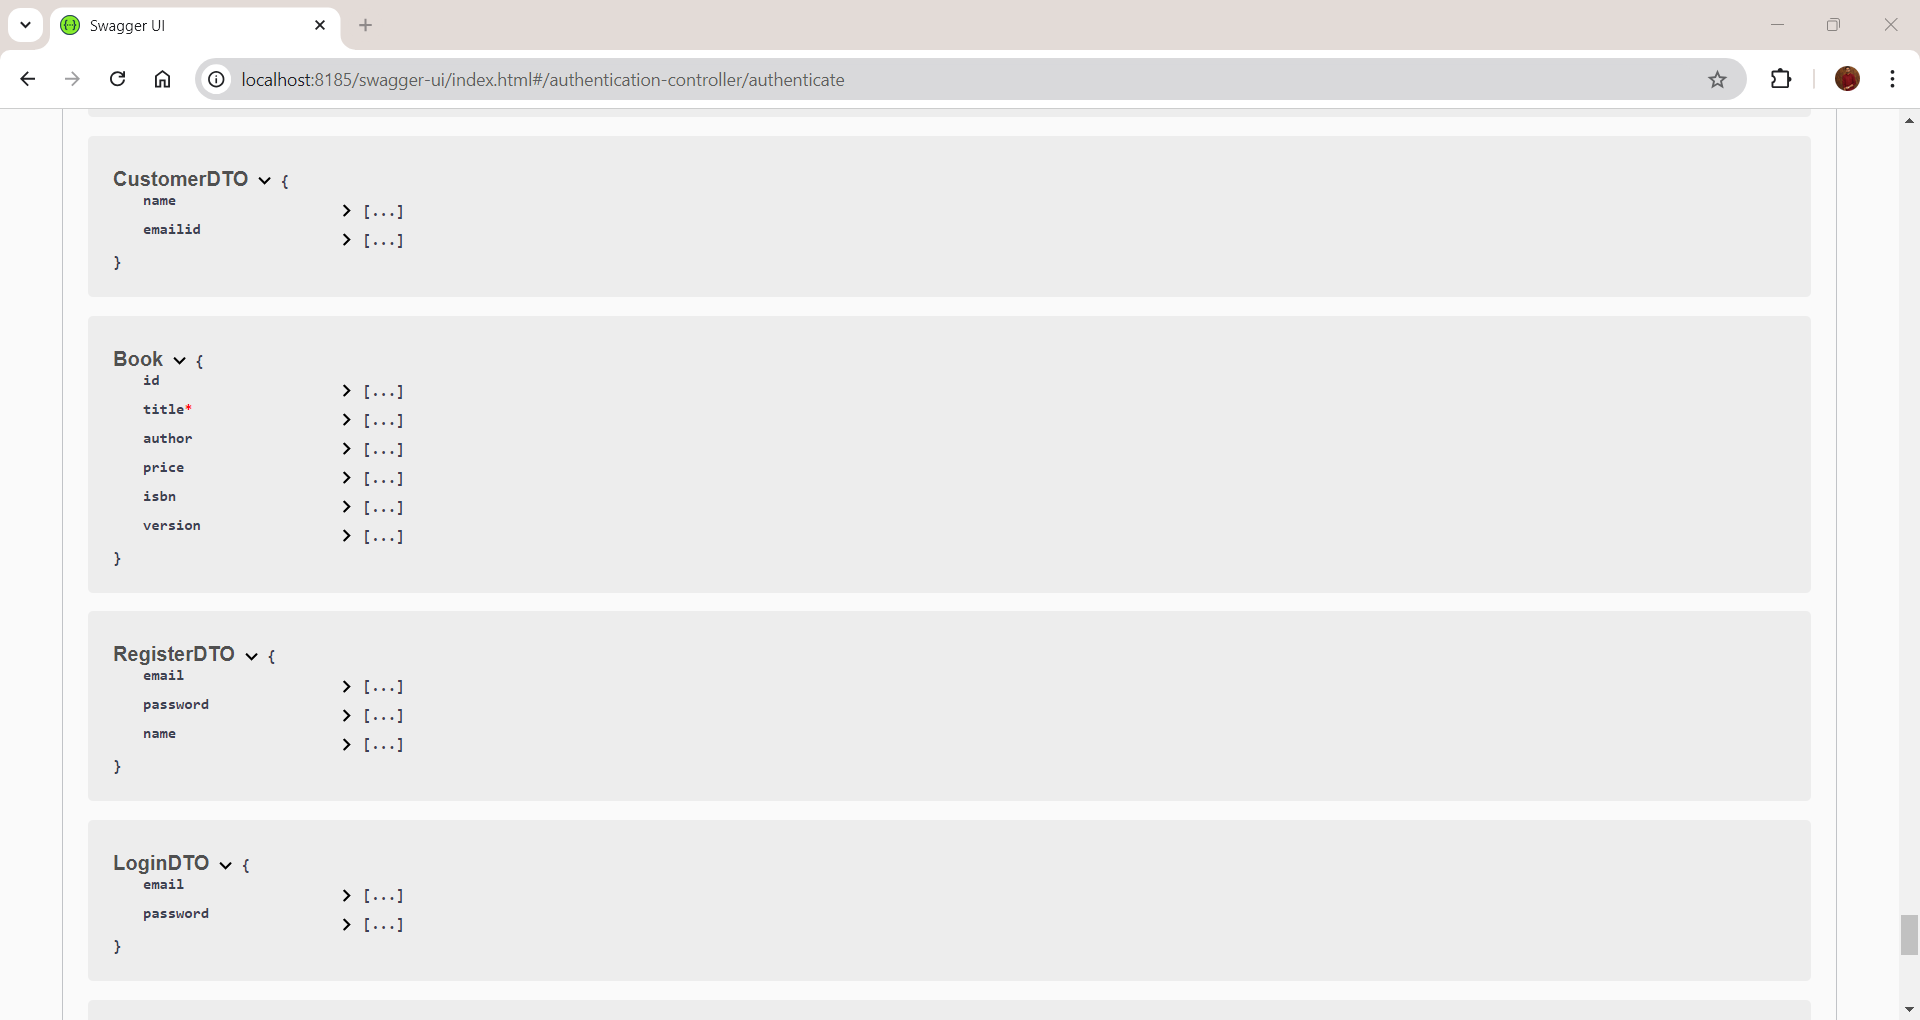 Swagger UI
localhost:8185/swagger-ui/index.html#/authentication-controller/authenticate
CustomerDTO {
name [...]
emailid [...]
}
Book {
id [...]
title* [...]
author [...]
price [...]
isbn [...]
version [...]
}
RegisterDTO {
email [...]
password [...]
name [...]
}
LoginDTO {
email [...]
password [...]
}